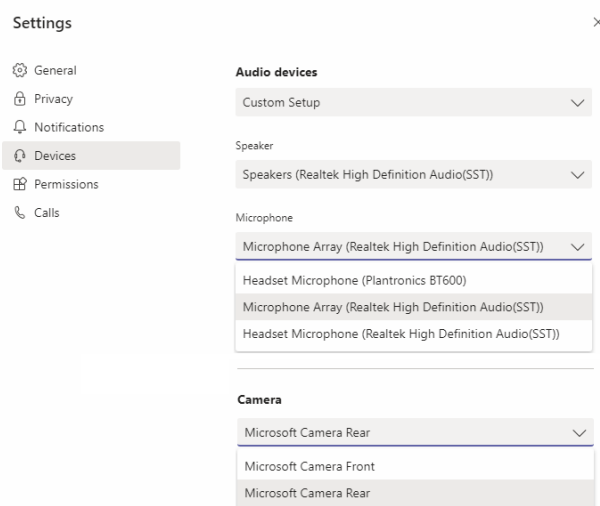 Settings
General
Privacy
Notifications
Devices
Permissions
Calls
Audio devices
Custom Setup
Speaker
Speakers (Realtek High Definition Audio(SST))
Microphone
Microphone Array (Realtek High Definition Audio(SST))
Headset Microphone (Plantronics BT600)
Microphone Array (Realtek High Definition Audio(SST))
Headset Microphone (Realtek High Definition Audio(SST))
Camera
Microsoft Camera Rear
Microsoft Camera Front
Microsoft Camera Rear